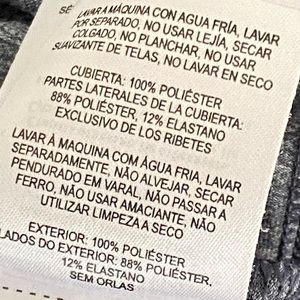 SÉ
LAVAR A MÁQUINA CON AGUA FRÍA, LAVAR
POR SEPARADO, NO USAR LEJÍA, SECAR
COLGADO, NO PLANCHAR, NO USAR
SUAVIZANTE DE TELAS, NO LAVAR EN SECO
CUBIERTA: 100% POLIÉSTER
PARTES LATERALES DE LA CUBIERTA:
88% POLIÉSTER, 12% ELASTANO
EXCLUSIVO DE LOS RIBETES
LAVAR À MAQUINA COM ÁGUA FRIA, LAVAR
SEPARADAMENTE, NÃO ALVEJAR, SECAR
PENDURADO EM VARAL, NÃO PASSAR A
FERRO, NÃO USAR AMACIANTE, NÃO
UTILIZAR LIMPEZA A SECO
EXTERIOR: 100% POLIÉSTER
LADOS DO EXTERIOR: 88% POLIÉSTER,
12% ELASTANO
SEM ORLAS